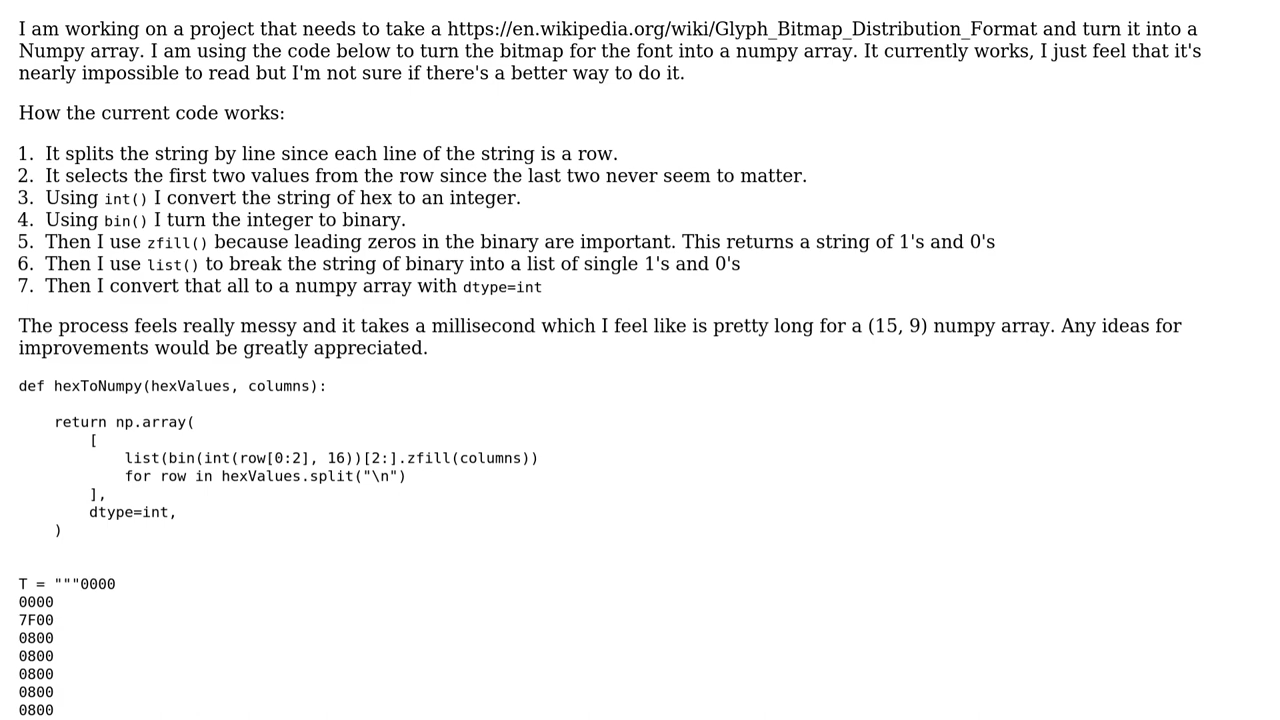 I am working on a project that needs to take a https://en.wikipedia.org/wiki/Glyph_Bitmap_Distribution_Format and turn it into a
Numpy array. I am using the code below to turn the bitmap for the font into a numpy array. It currently works, I just feel that it's
nearly impossible to read but I'm not sure if there's a better way to do it.
How the current code works:
1. It splits the string by line since each line of the string is a row.
2. It selects the first two values from the row since the last two never seem to matter.
3. Using int() I convert the string of hex to an integer.
4. Using bin() I turn the integer to binary.
5. Then I use zfill() because leading zeros in the binary are important. This returns a string of 1's and 0's
6. Then I use list() to break the string of binary into a list of single 1's and 0's
7. Then I convert that all to a numpy array with dtype=int
The process feels really messy and it takes a millisecond which I feel like is pretty long for a (15, 9) numpy array. Any ideas for
improvements would be greatly appreciated.
def hexToNumpy(hexValues, columns):
    return np.array(
        [
            list(bin(int(row[0:2], 16))[2:].zfill(columns))
            for row in hexValues.split("\n")
        ],
        dtype=int,
    )
T = """0000
0000
7F00
0800
0800
0800
0800
0800